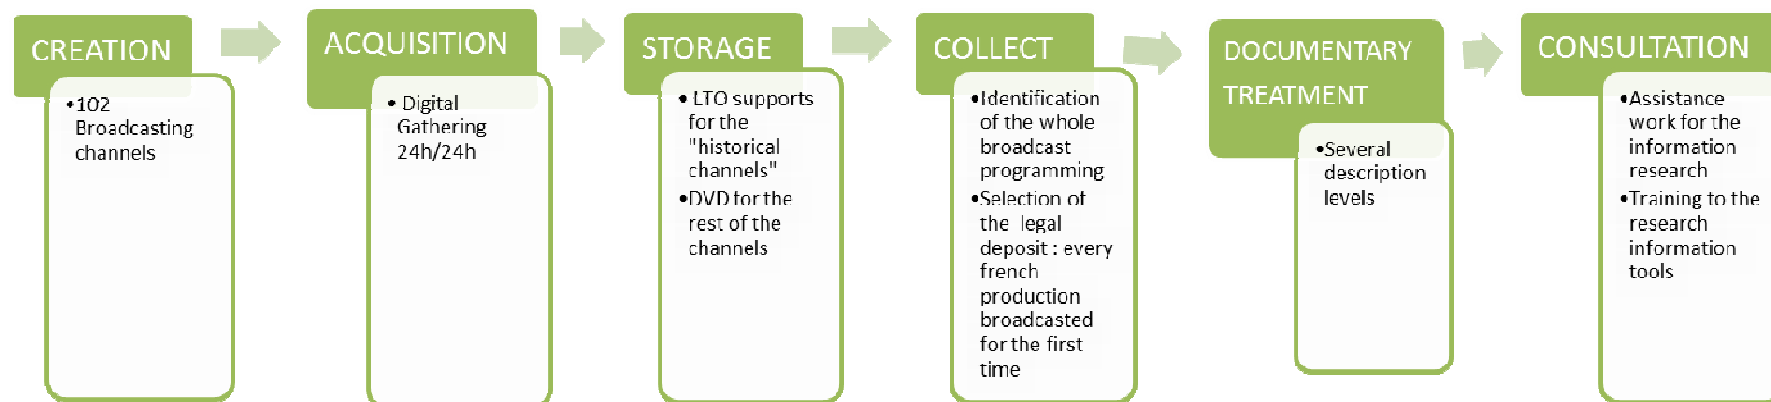 CREATION
•102
Broadcasting
channels
ACQUISITION
• Digital
Gathering
24h/24h
STORAGE
• LTO supports
for the
"historical
channels"
•DVD for the
rest of the
channels
COLLECT
•Identification
of the whole
broadcast
programming
•Selection of
the legal
deposit : every
french
production
broadcasted
for the first
time
DOCUMENTARY
TREATMENT
•Several
description
levels
CONSULTATION
•Assistance
work for the
information
research
•Training to the
research
information
tools